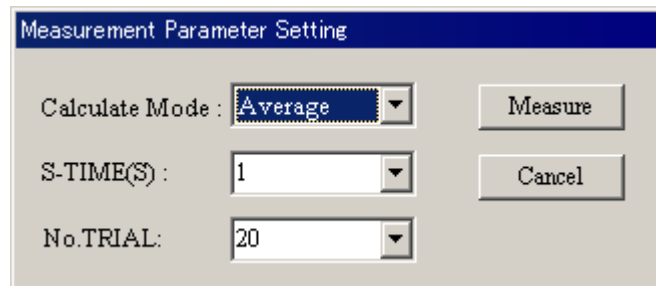 Measurement Parameter Setting
Calculate Mode : Average Measure
S-TIME(S) : 1 Cancel
No.TRIAL: 20